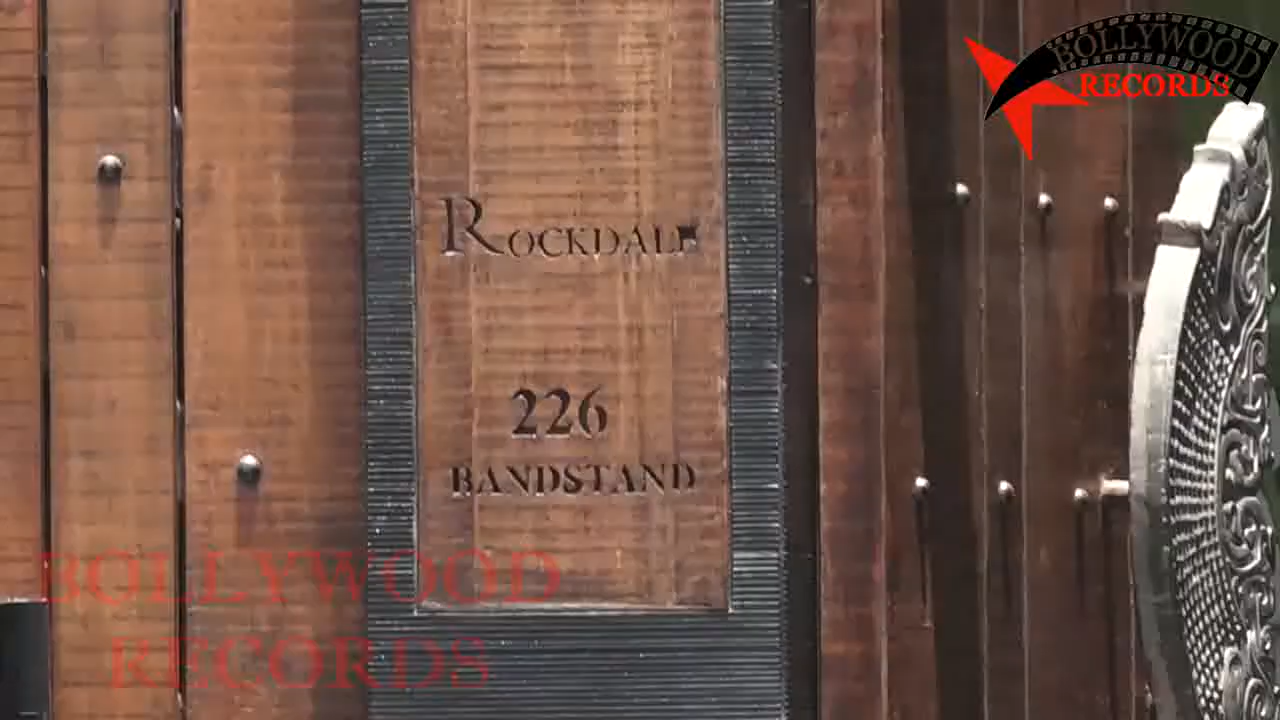 BOLLYWOOD
RECORDS
ROCKDALE
226
BANDSTAND
BOLLYWOOD
RECORDS